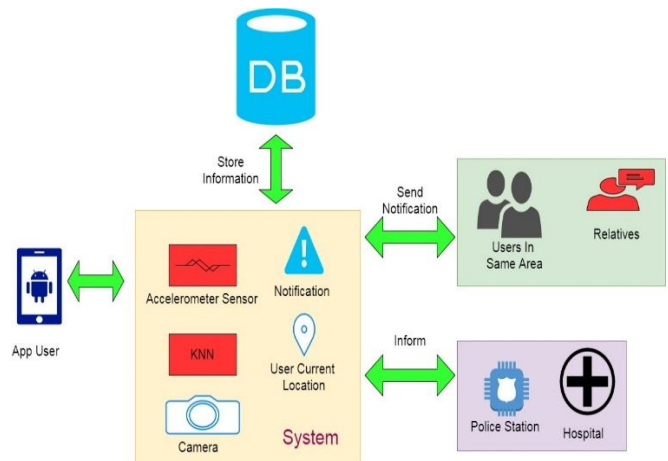 DB
Store
Information
Send
Notification
Users In
Same Area
Relatives
Accelerometer Sensor
Notification
App User
KNN
User Current
Location
Camera
System
Inform
Police Station
Hospital